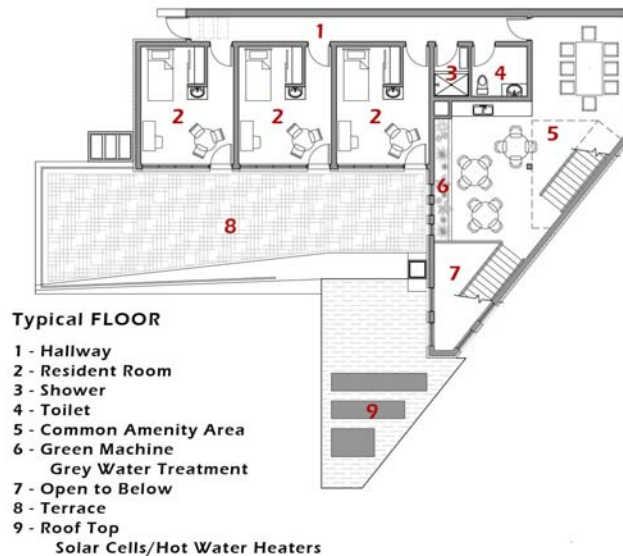 1
2
2
2
3
4
5
6
7
8
9
Typical FLOOR
1 - Hallway
2 - Resident Room
3 - Shower
4 - Toilet
5 - Common Amenity Area
6 - Green Machine
Grey Water Treatment
7 - Open to Below
8 - Terrace
9 - Roof Top
Solar Cells/Hot Water Heaters